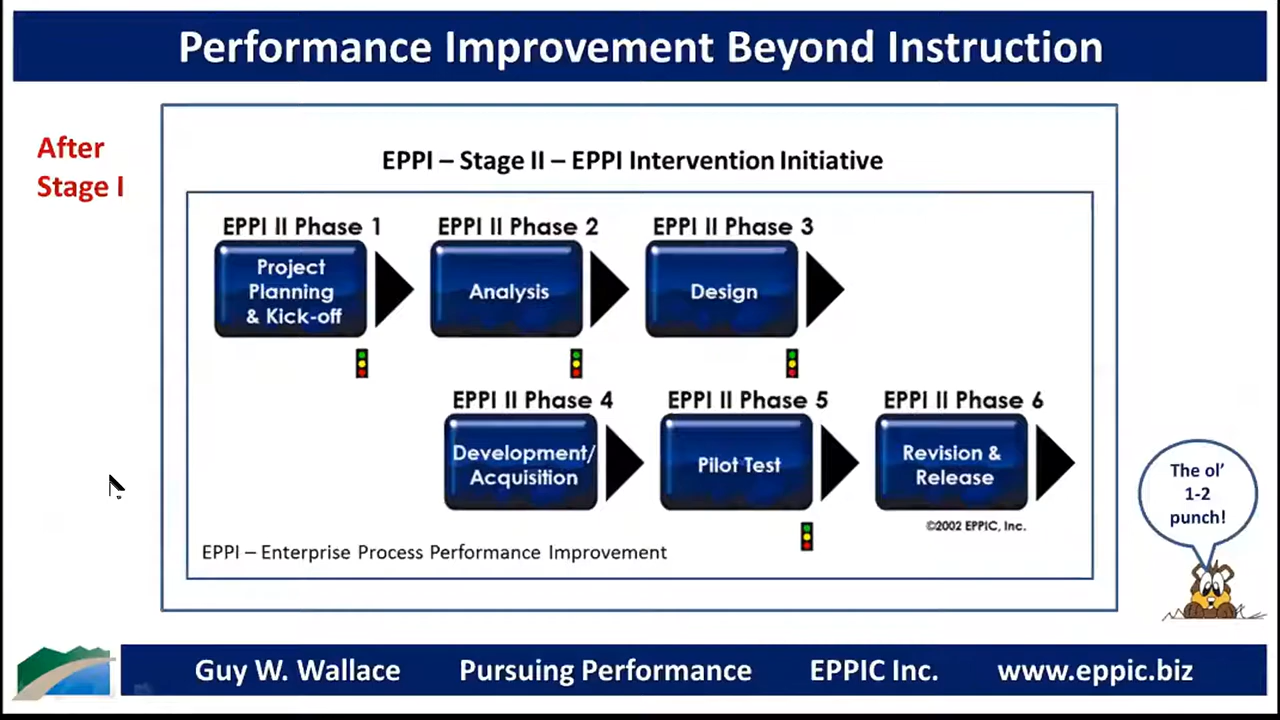 Performance Improvement Beyond Instruction
After
Stage I
EPPI – Stage II – EPPI Intervention Initiative
EPPI II Phase 1
EPPI II Phase 2
EPPI II Phase 3
Project
Planning
& Kick-off
Analysis
Design
EPPI II Phase 4
EPPI II Phase 5
EPPI II Phase 6
Development/
Acquisition
Pilot Test
Revision &
Release
©2002 EPPIC, Inc.
EPPI – Enterprise Process Performance Improvement
The ol’
1-2
punch!
Guy W. Wallace Pursuing Performance EPPIC Inc. www.eppic.biz